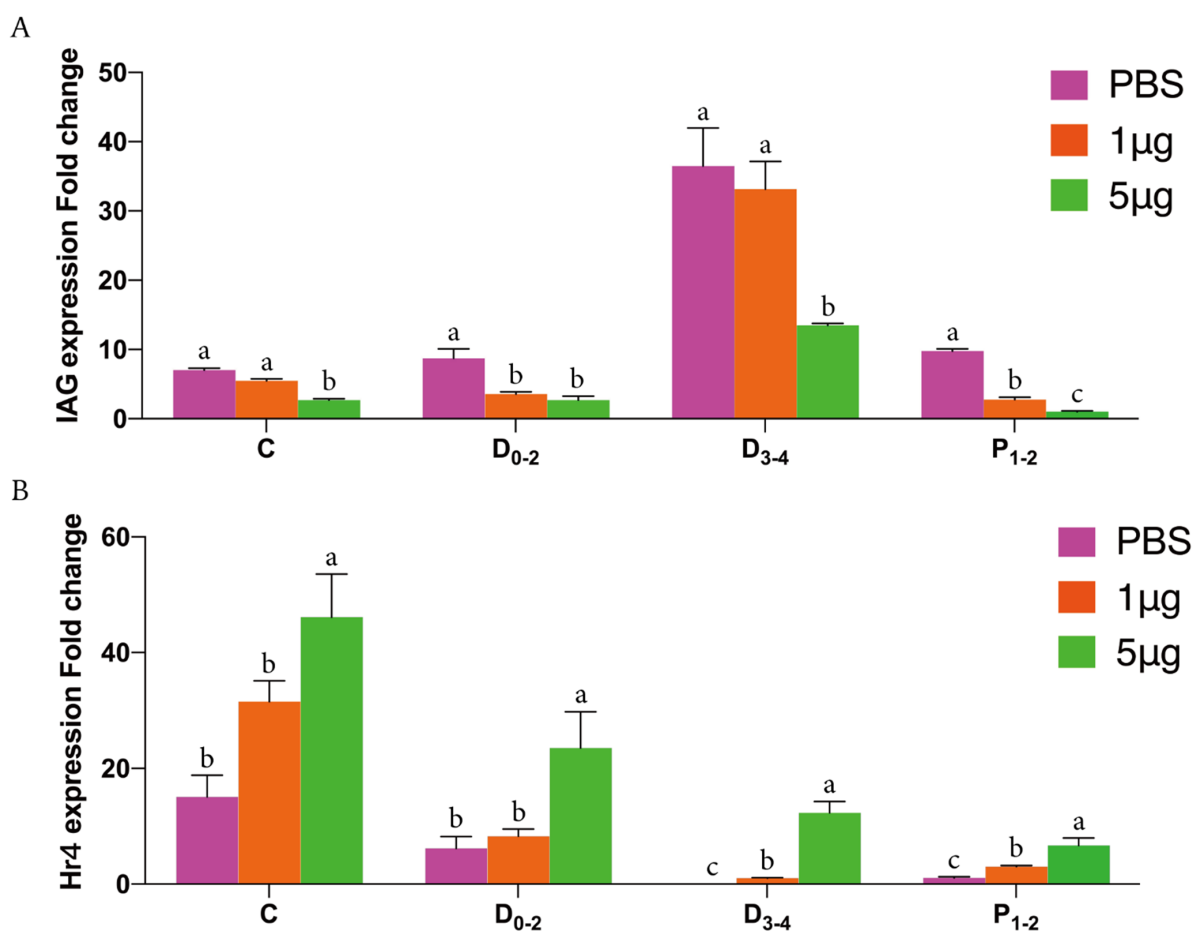 A
IAG expression Fold change
50
40
30
20
10
0
a a b
a b b
a a b
a b c
C D0-2 D3-4 P1-2
PBS
1µg
5µg
B
Hr4 expression Fold change
60
40
20
0
b b a
b b a
c b a
c b a
C D0-2 D3-4 P1-2
PBS
1µg
5µg